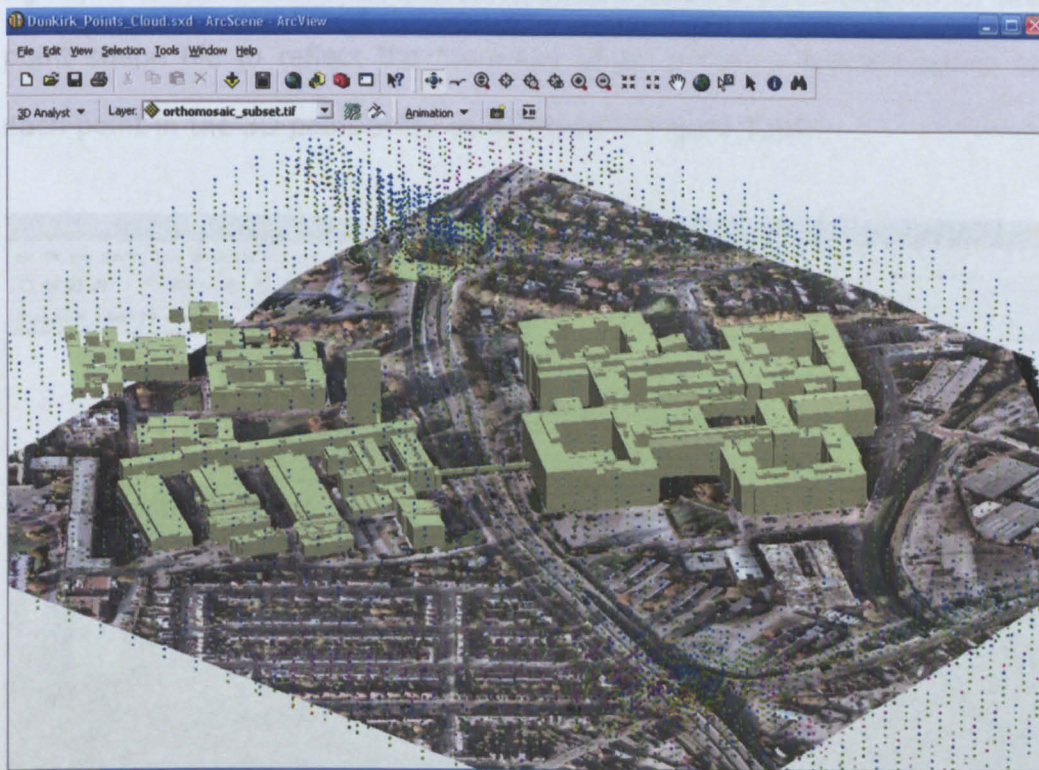 Dunkirk_Points_Cloud.sxd - ArcScene - ArcView
File Edit View Selection Tools Window Help
3D Analyst Layer: orthomosaic_subset.tif Animation